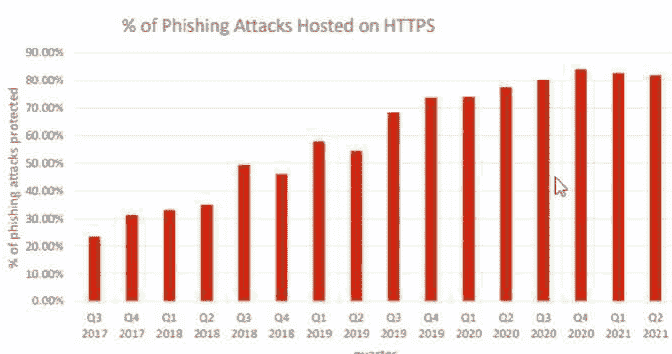 % of Phishing Attacks Hosted on HTTPS
% of phishing attacks protected
90.00%
80.00%
70.00%
60.00%
50.00%
40.00%
30.00%
20.00%
10.00%
0.00%
Q3 Q4 Q1 Q2 Q3 Q4 Q1 Q2 Q3 Q4 Q1 Q2 Q3 Q4 Q1 Q2
2017 2017 2018 2018 2018 2018 2019 2019 2019 2019 2020 2020 2020 2020 2021 2021